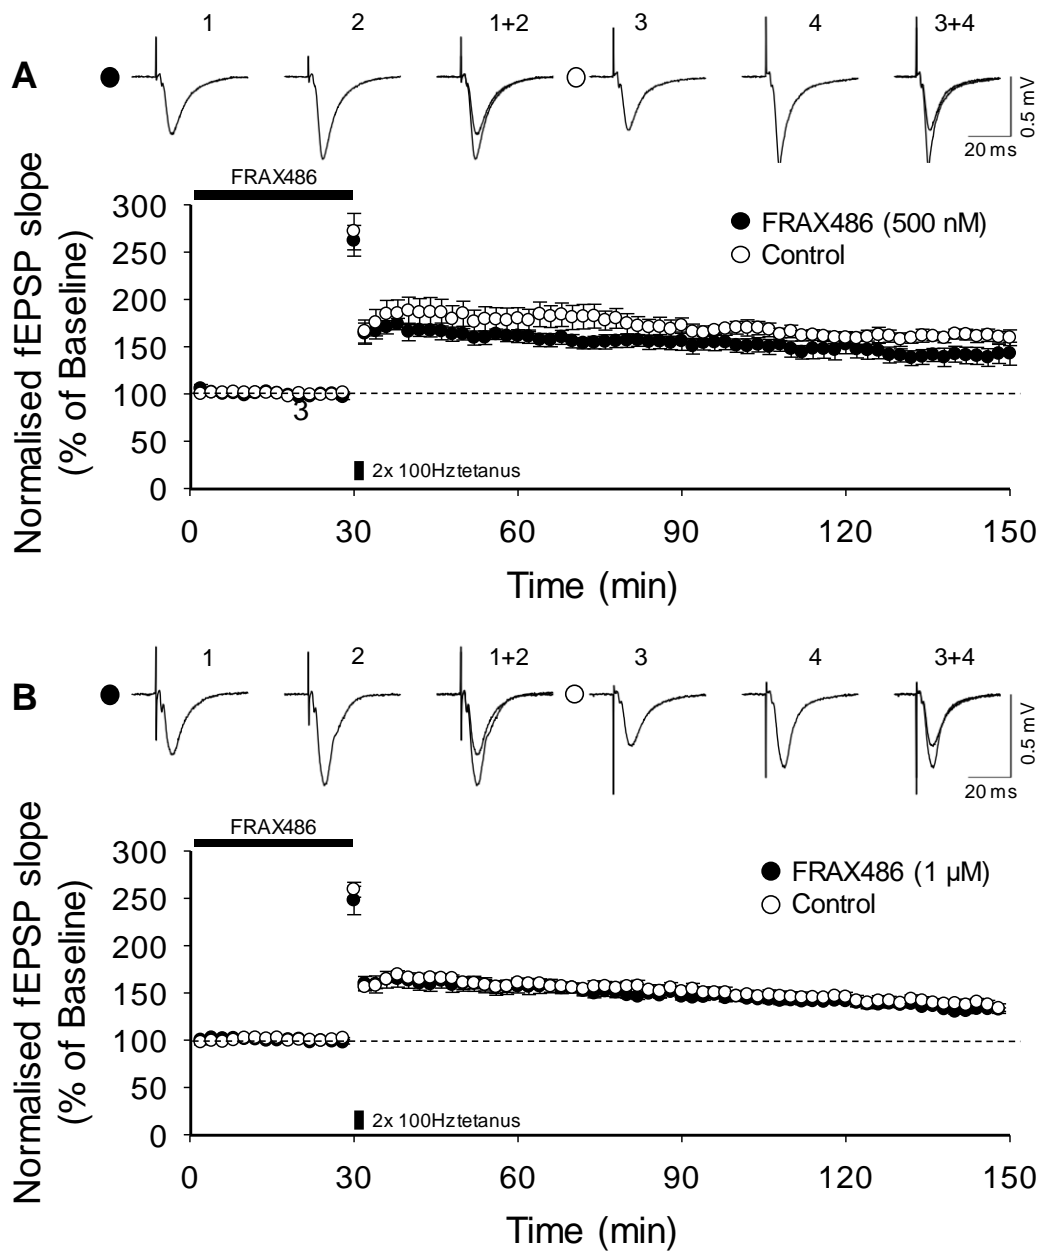 1 2 1+2 3 4 3+4
A
0.5 mV
20 ms
FRAX486
Normalised fEPSP slope
(% of Baseline)
300
250
200
150
100
50
0
FRAX486 (500 nM)
Control
3
2x 100Hz tetanus
0 30 60 90 120 150
Time (min)
1 2 1+2 3 4 3+4
B
0.5 mV
20 ms
FRAX486
Normalised fEPSP slope
(% of Baseline)
300
250
200
150
100
50
0
FRAX486 (1 µM)
Control
2x 100Hz tetanus
0 30 60 90 120 150
Time (min)